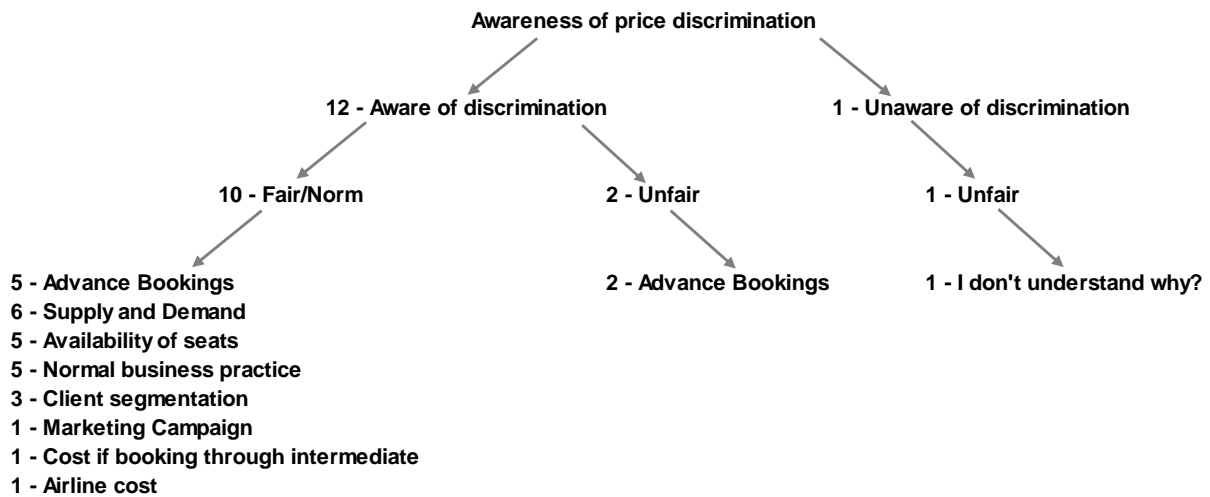 Awareness of price discrimination
12 - Aware of discrimination
1 - Unaware of discrimination
10 - Fair/Norm
2 - Unfair
1 - Unfair
5 - Advance Bookings
6 - Supply and Demand
5 - Availability of seats
5 - Normal business practice
3 - Client segmentation
1 - Marketing Campaign
1 - Cost if booking through intermediate
1 - Airline cost
2 - Advance Bookings
1 - I don't understand why?